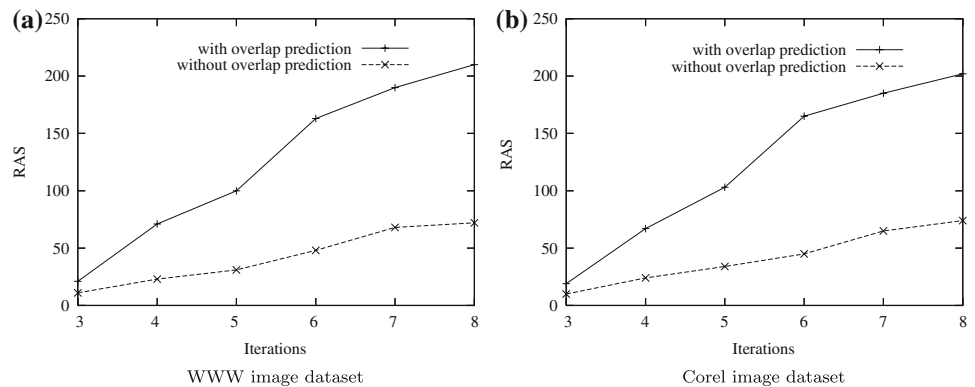 (a)
250
200
150
100
50
0
RAS
with overlap prediction
without overlap prediction
3 4 5 6 7 8
Iterations
WWW image dataset
(b)
250
200
150
100
50
0
RAS
with overlap prediction
without overlap prediction
3 4 5 6 7 8
Iterations
Corel image dataset